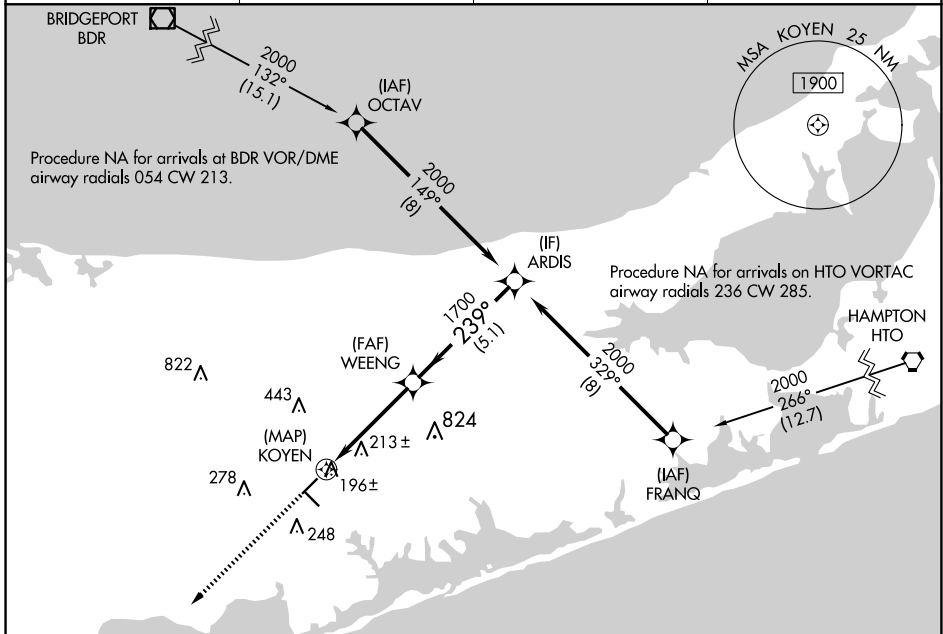 BRIDGEPORT
BDR
2000
132°
(15.1)
(IAF)
OCTAV
MSA KOYEN 25 NM
1900
Procedure NA for arrivals at BDR VOR/DME
airway radials 054 CW 213.
2000
149°
(8)
(IF)
ARDIS
Procedure NA for arrivals on HTO VORTAC
airway radials 236 CW 285.
HAMPTON
HTO
1700
239°
(5.1)
(FAF)
WEENG
2000
329°
(8)
2000
266°
(12.7)
822
443
824
(MAP)
KOYEN
213±
278
196±
248
(IAF)
FRANQ